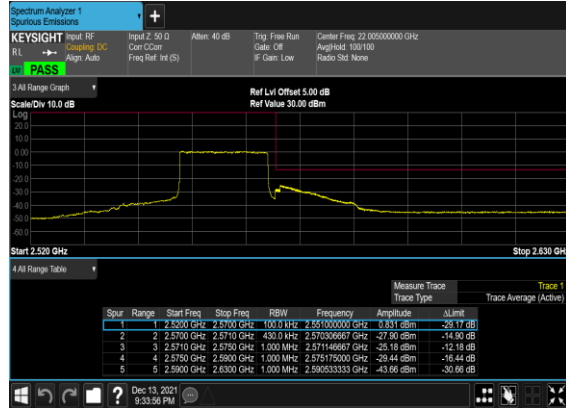 Spectrum Analyzer 1
Spurious Emissions
KEYSIGHT Input: RF Input Z: 50 Ω Atten: 40 dB Trig: Free Run Center Freq: 22.005000000 GHz
RL Coupling: DC Corr CCorr Gate: Off Avg|Hold: 100/100
Align: Auto Freq Ref: Int (S) IF Gain: Low Radio Std: None
PASS
3 All Range Graph
Ref Lvl Offset 5.00 dB
Scale/Div 10.0 dB Ref Value 30.00 dBm
Log
20.0
10.0
0.00
-10.0
-20.0
-30.0
-40.0
-50.0
-60.0
Start 2.520 GHz Stop 2.630 GH
4 All Range Table
Measure Trace Trace 1
Trace Type Trace Average (Active)
Spur Range Start Freq Stop Freq RBW Frequency Amplitude ΔLimit
1 1 2.5200 GHz 2.5700 GHz 100.0 kHz 2.551000000 GHz 0.831 dBm -29.17 dB
2 2 2.5700 GHz 2.5710 GHz 430.0 kHz 2.570306667 GHz -27.90 dBm -14.90 dB
3 3 2.5710 GHz 2.5750 GHz 1.000 MHz 2.571146667 GHz -25.18 dBm -12.18 dB
4 4 2.5750 GHz 2.5900 GHz 1.000 MHz 2.575175000 GHz -29.44 dBm -16.44 dB
5 5 2.5900 GHz 2.6300 GHz 1.000 MHz 2.590533333 GHz -43.66 dBm -30.66 dB
? Dec 13, 2021
9:33:56 PM